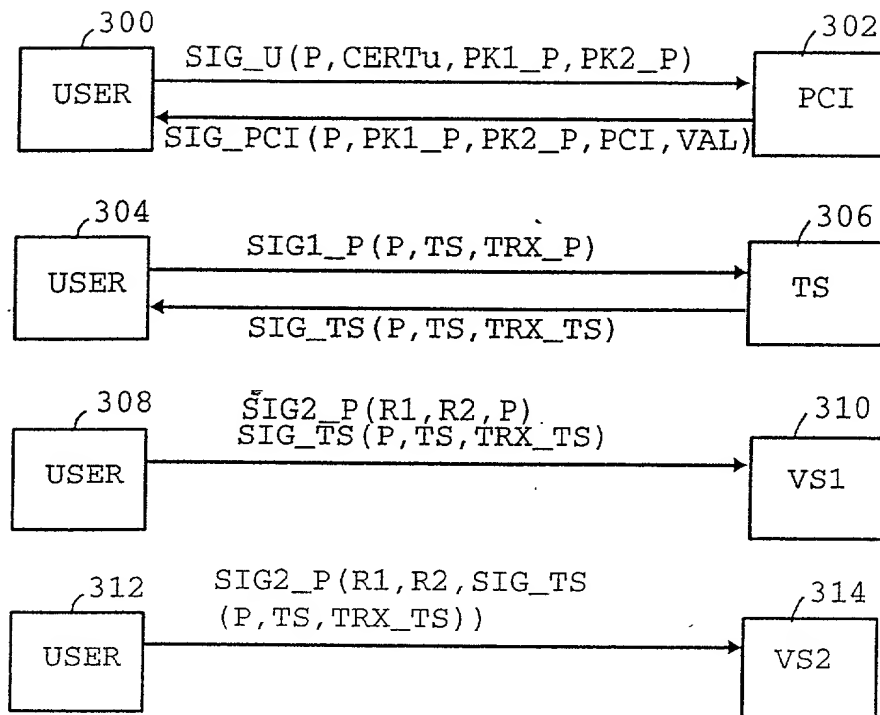 300
302
USER
SIG_U(P,CERTu,PK1_P,PK2_P)
PCI
SIG_PCI(P,PK1_P,PK2_P,PCI,VAL)
304
306
USER
SIG1_P(P,TS,TRX_P)
TS
SIG_TS(P,TS,TRX_TS)
308
310
USER
SIG2_P(R1,R2,P)
SIG_TS(P,TS,TRX_TS)
VS1
312
314
USER
SIG2_P(R1,R2,SIG_TS
(P,TS,TRX_TS))
VS2